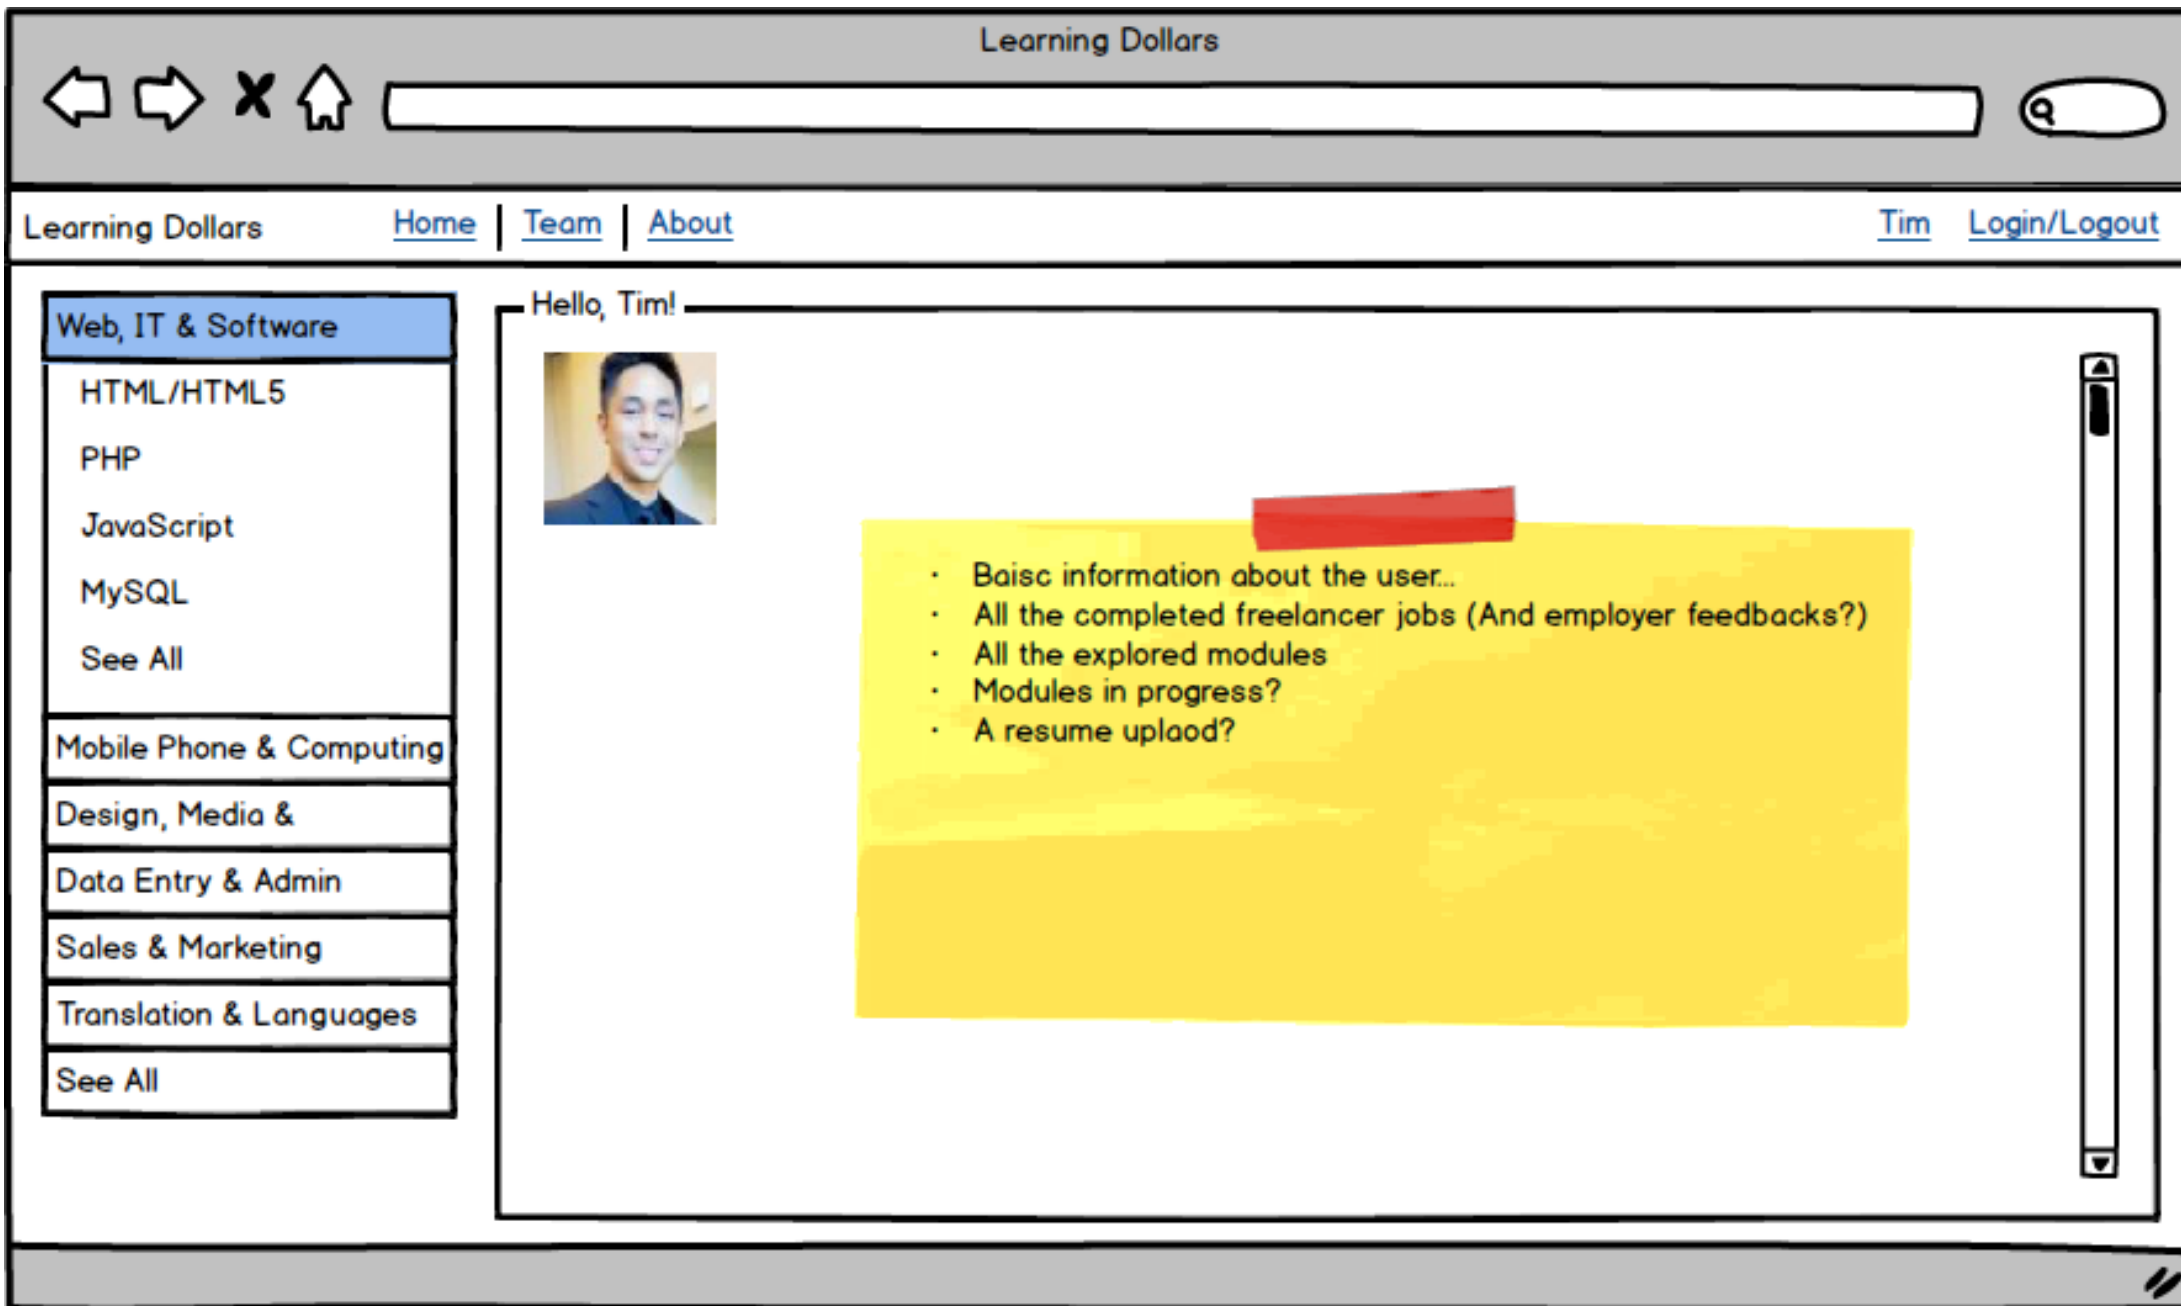 Learning Dollars
Learning Dollars Home Team About Tim Login/Logout
Web, IT & Software
HTML/HTML5
PHP
JavaScript
MySQL
See All
Mobile Phone & Computing
Design, Media &
Data Entry & Admin
Sales & Marketing
Translation & Languages
See All
Hello, Tim!
· Baisc information about the user...
· All the completed freelancer jobs (And employer feedbacks?)
· All the explored modules
· Modules in progress?
· A resume uplaod?